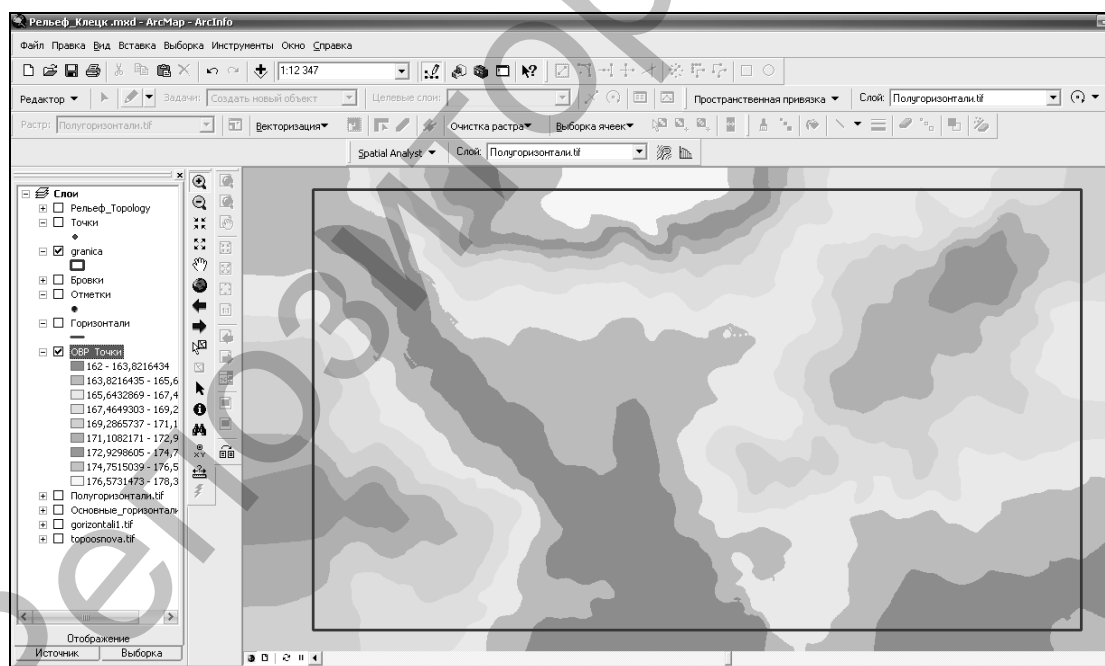 Рельеф_Клецк.mxd - ArcMap - ArcInfo
Файл Правка Вид Вставка Выборка Инструменты Окно Справка
1:12 347
Редактор Задачи: Создать новый объект Целевые слои: Пространственная привязка Слой: Полугоризонтали.tif
Растр: Полугоризонтали.tif Векторизация Очистка растра Выборка ячеек
Spatial Analyst Слой: Полугоризонтали.tif
Слои
Рельеф_Topology
Точки
granica
Бровки
Отметки
Горизонтали
ОВР_Точки
162 - 163,8216434
163,8216435 - 165,6
165,6432869 - 167,4
167,4649303 - 169,2
169,2865737 - 171,1
171,1082171 - 172,9
172,9298605 - 174,7
174,7515039 - 176,5
176,5731473 - 178,3
Полугоризонтали.tif
Основные_горизонталь
gorizontali1.tif
topoosnova.tif
Отображение
Источник Выборка
репозитор